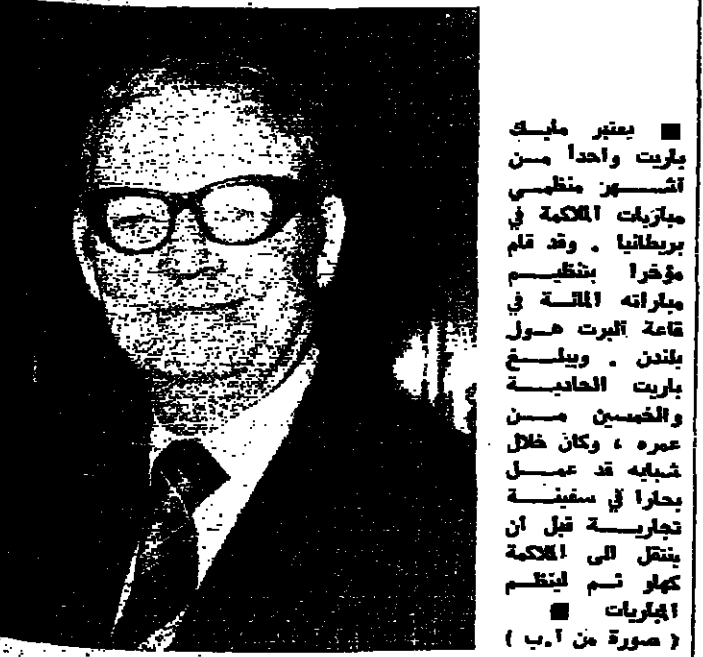 ■ يعتبر مايك
باريت واحداً من
أشهر منظمي
مباريات الملاكمة في
بريطانيا . وقد قام
مؤخرا بتنظيم
مباراته المائة في
قاعة ألبرت هول
بلندن . ويبلغ
باريت الحادية
والخمسين من
عمره ، وكان خلال
شبابه قد عمل
بحارا في سفينة
تجارية قبل أن
ينتقل الى الملاكمة
كهاو ثم لينظم
المباريات ■
( صورة من أ.ب )